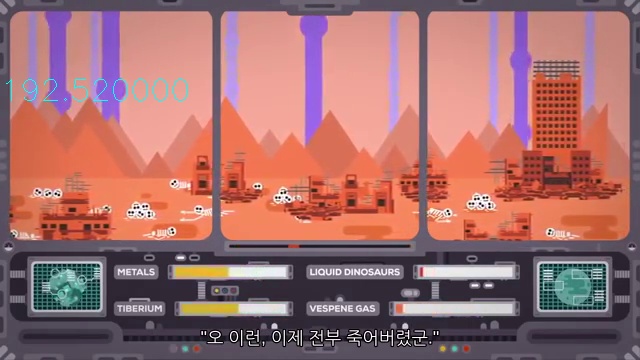 192.520000
METALS
LIQUID DINOSAURS
TIBERIUM
VESPENE GAS
"오 이런, 이제 전부 죽어버렸군."